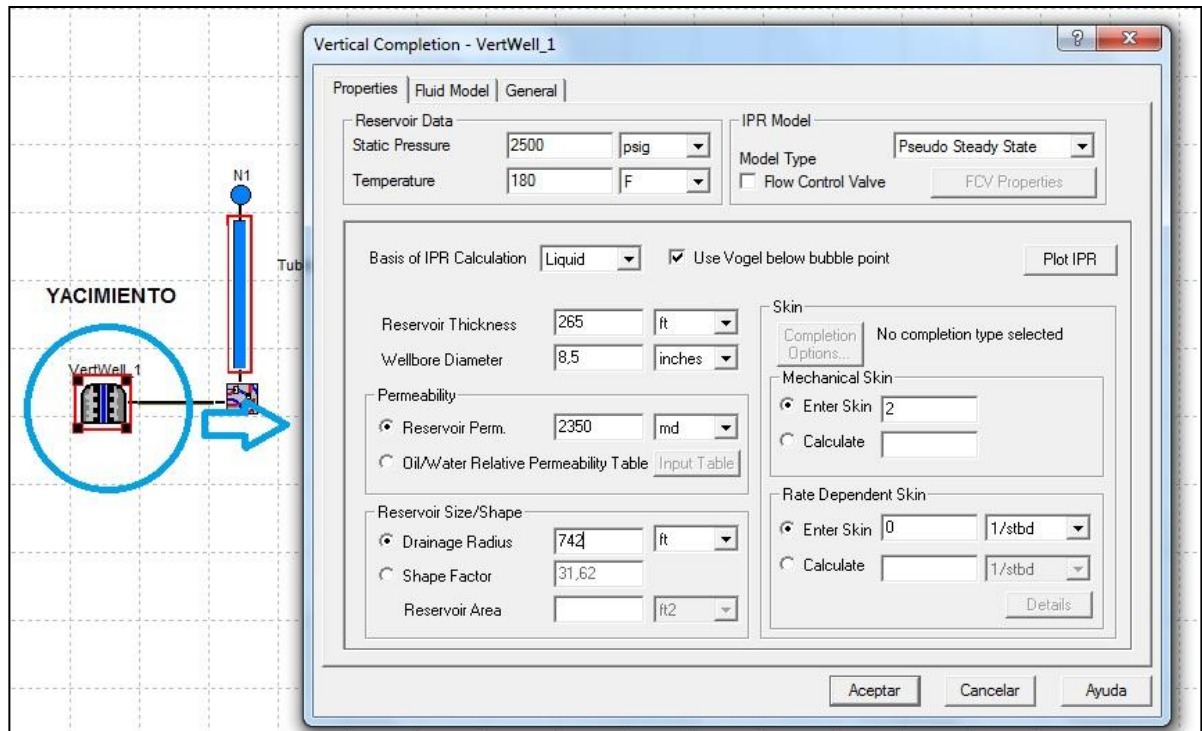 Vertical Completion - VertWell_1
Properties Fluid Model General
Reservoir Data
Static Pressure 2500 psig
Temperature 180 F
IPR Model
Model Type Pseudo Steady State
Flow Control Valve FCV Properties
Basis of IPR Calculation Liquid Use Vogel below bubble point Plot IPR
Reservoir Thickness 265 ft
Wellbore Diameter 8,5 inches
Permeability
Reservoir Perm. 2350 md
Oil/Water Relative Permeability Table Input Table
Reservoir Size/Shape
Drainage Radius 742 ft
Shape Factor 31,62
Reservoir Area ft2
Skin
Completion
Options...
No completion type selected
Mechanical Skin
Enter Skin 2
Calculate
Rate Dependent Skin
Enter Skin 0 1/stbd
Calculate 1/stbd
Details
Aceptar Cancelar Ayuda
N1
Tub
YACIMIENTO
VertWell_1